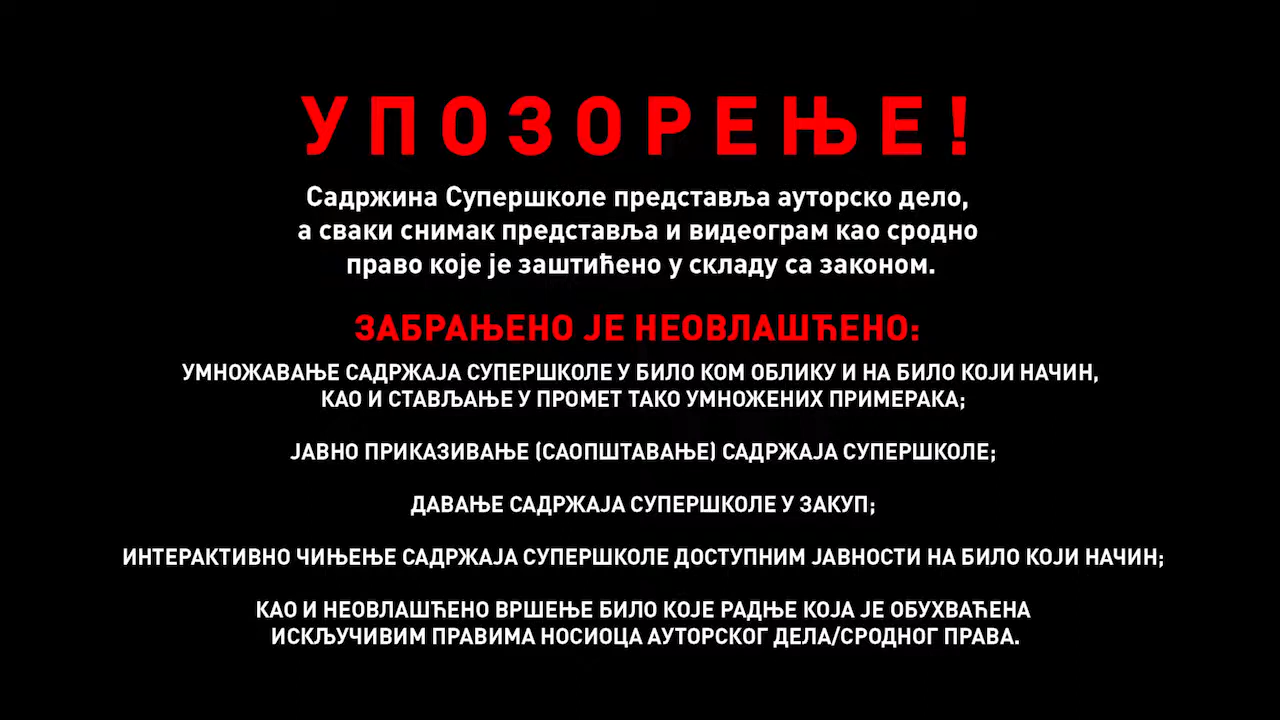 УПОЗОРЕЊЕ!
Садржина Супершколе представља ауторско дело,
а сваки снимак представља и видеограм као сродно
право које је заштићено у складу са законом.
ЗАБРАЊЕНО ЈЕ НЕОВЛАШЋЕНО:
УМНОЖАВАЊЕ САДРЖАЈА СУПЕРШКОЛЕ У БИЛО КОМ ОБЛИКУ И НА БИЛО КОЈИ НАЧИН,
КАО И СТАВЉАЊЕ У ПРОМЕТ ТАКО УМНОЖЕНИХ ПРИМЕРАКА;
ЈАВНО ПРИКАЗИВАЊЕ (САОПШТАВАЊЕ) САДРЖАЈА СУПЕРШКОЛЕ;
ДАВАЊЕ САДРЖАЈА СУПЕРШКОЛЕ У ЗАКУП;
ИНТЕРАКТИВНО ЧИЊЕЊЕ САДРЖАЈА СУПЕРШКОЛЕ ДОСТУПНИМ ЈАВНОСТИ НА БИЛО КОЈИ НАЧИН;
КАО И НЕОВЛАШЋЕНО ВРШЕЊЕ БИЛО КОЈЕ РАДЊЕ КОЈА ЈЕ ОБУХВАЋЕНА
ИСКЉУЧИВИМ ПРАВИМА НОСИОЦА АУТОРСКОГ ДЕЛА/СРОДНОГ ПРАВА.